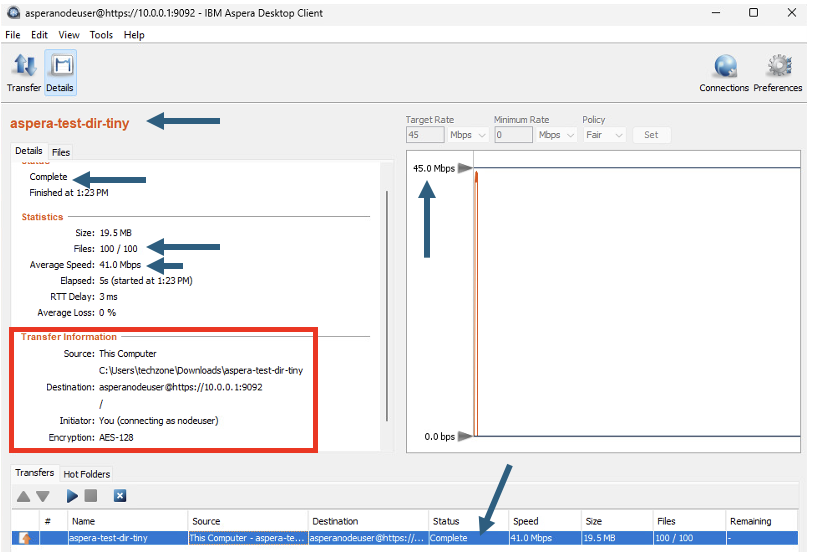 asperanodeuser@https://10.0.0.1:9092 - IBM Aspera Desktop Client
File Edit View Tools Help
Transfer Details Connections Preferences
aspera-test-dir-tiny
Target Rate Minimum Rate Policy
45 Mbps 0 Mbps Fair Set
Details Files
Status
Complete
Finished at 1:23 PM
Statistics
Size: 19.5 MB
Files: 100 / 100
Average Speed: 41.0 Mbps
Elapsed: 5s (started at 1:23 PM)
RTT Delay: 3 ms
Average Loss: 0 %
Transfer Information
Source: This Computer
C:\Users\techzone\Downloads\aspera-test-dir-tiny
Destination: asperanodeuser@https://10.0.0.1:9092
/
Initiator: You (connecting as nodeuser)
Encryption: AES-128
45.0 Mbps
0.0 bps
Transfers Hot Folders
# Name Source Destination Status Speed Size Files Remaining
aspera-test-dir-tiny This Computer - aspera-te... asperanodeuser@https://... Complete 41.0 Mbps 19.5 MB 100 / 100 -